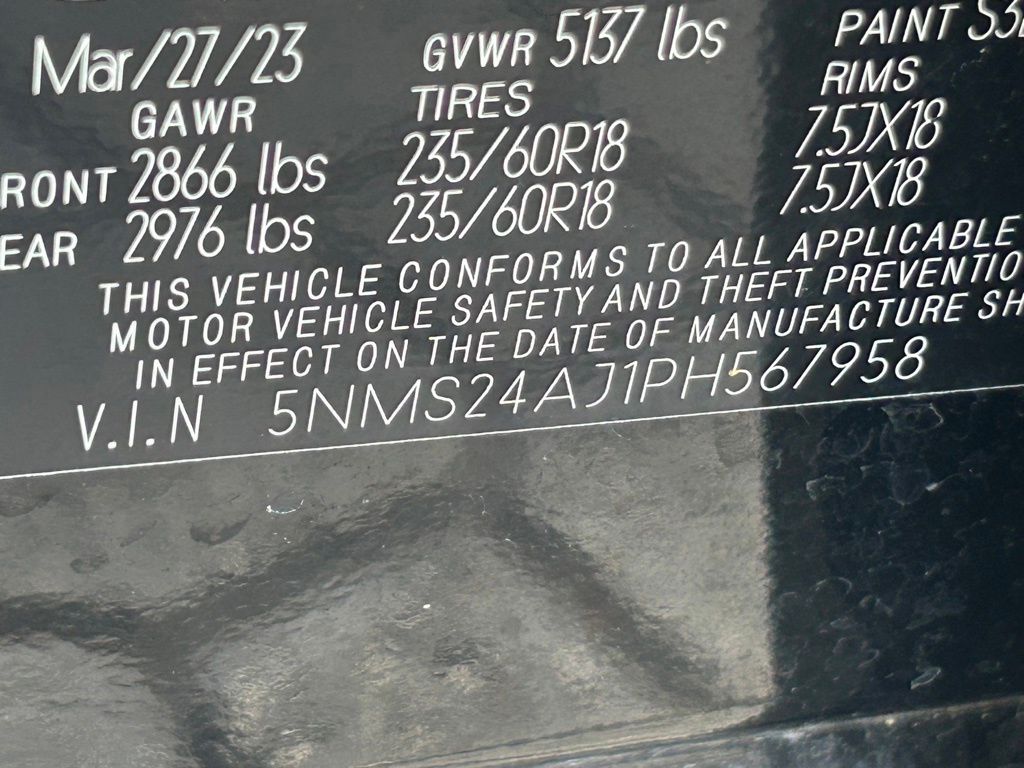 Mar/27/23 GVWR 5137 lbs PAINT S3
GAWR TIRES RIMS
RONT 2866 lbs 235/60R18 7.5JX18
EAR 2976 lbs 235/60R18 7.5JX18
THIS VEHICLE CONFORMS TO ALL APPLICABLE
MOTOR VEHICLE SAFETY AND THEFT PREVENTIO
IN EFFECT ON THE DATE OF MANUFACTURE SH
V.I.N 5NMS24AJ1PH567958